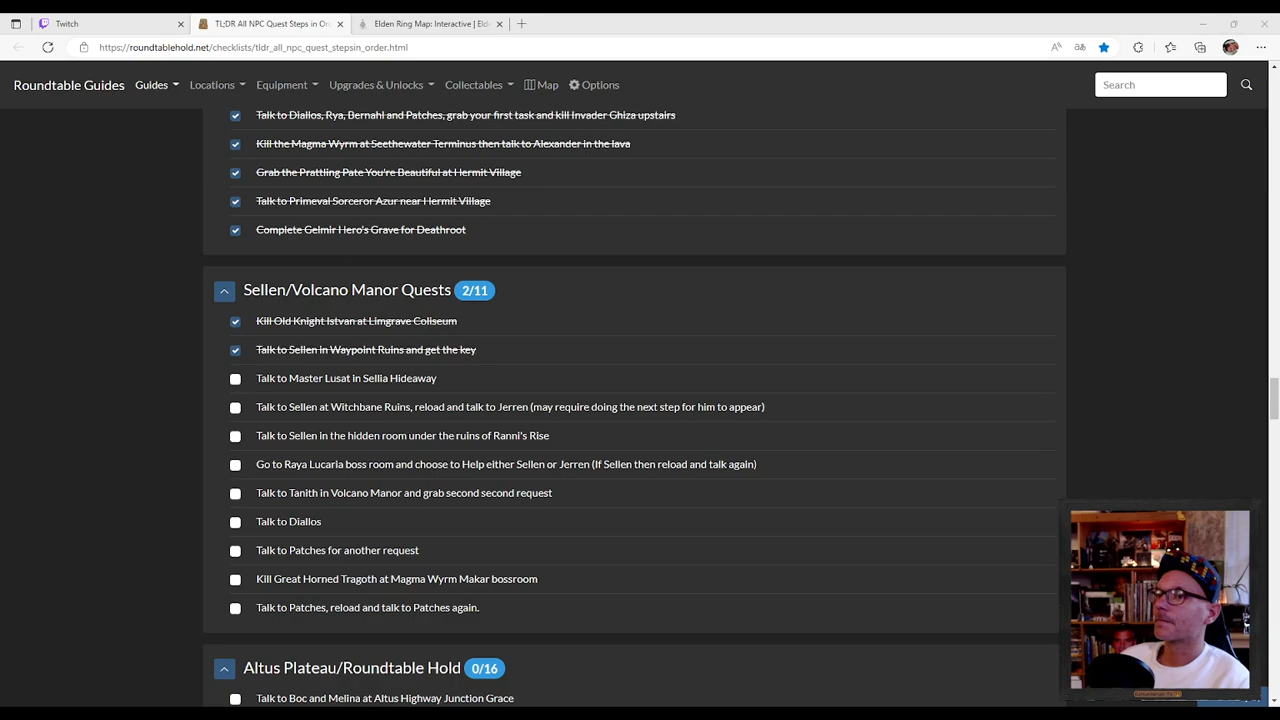 Twitch
TL;DR All NPC Quest Steps in Or
Elden Ring Map: Interactive | Eld
https://roundtablehold.net/checklists/tldr_all_npc_quest_stepsin_order.html
Roundtable Guides
Guides
Locations
Equipment
Upgrades & Unlocks
Collectables
Map
Options
Search
Talk to Diallos, Rya, Bernahl and Patches, grab your first task and kill Invader Ghiza upstairs
Kill the Magma Wyrm at Seethewater Terminus then talk to Alexander in the lava
Grab the Prattling Pate You're Beautiful at Hermit Village
Talk to Primeval Sorceror Azur near Hermit Village
Complete Gelmir Hero's Grave for Deathroot
Sellen/Volcano Manor Quests 2/11
Kill Old Knight Istvan at Limgrave Coliseum
Talk to Sellen in Waypoint Ruins and get the key
Talk to Master Lusat in Sellia Hideaway
Talk to Sellen at Witchbane Ruins, reload and talk to Jerren (may require doing the next step for him to appear)
Talk to Sellen in the hidden room under the ruins of Ranni's Rise
Go to Raya Lucaria boss room and choose to Help either Sellen or Jerren (If Sellen then reload and talk again)
Talk to Tanith in Volcano Manor and grab second second request
Talk to Diallos
Talk to Patches for another request
Kill Great Horned Tragoth at Magma Wyrm Makar bossroom
Talk to Patches, reload and talk to Patches again.
Altus Plateau/Roundtable Hold 0/16
Talk to Boc and Melina at Altus Highway Junction Grace